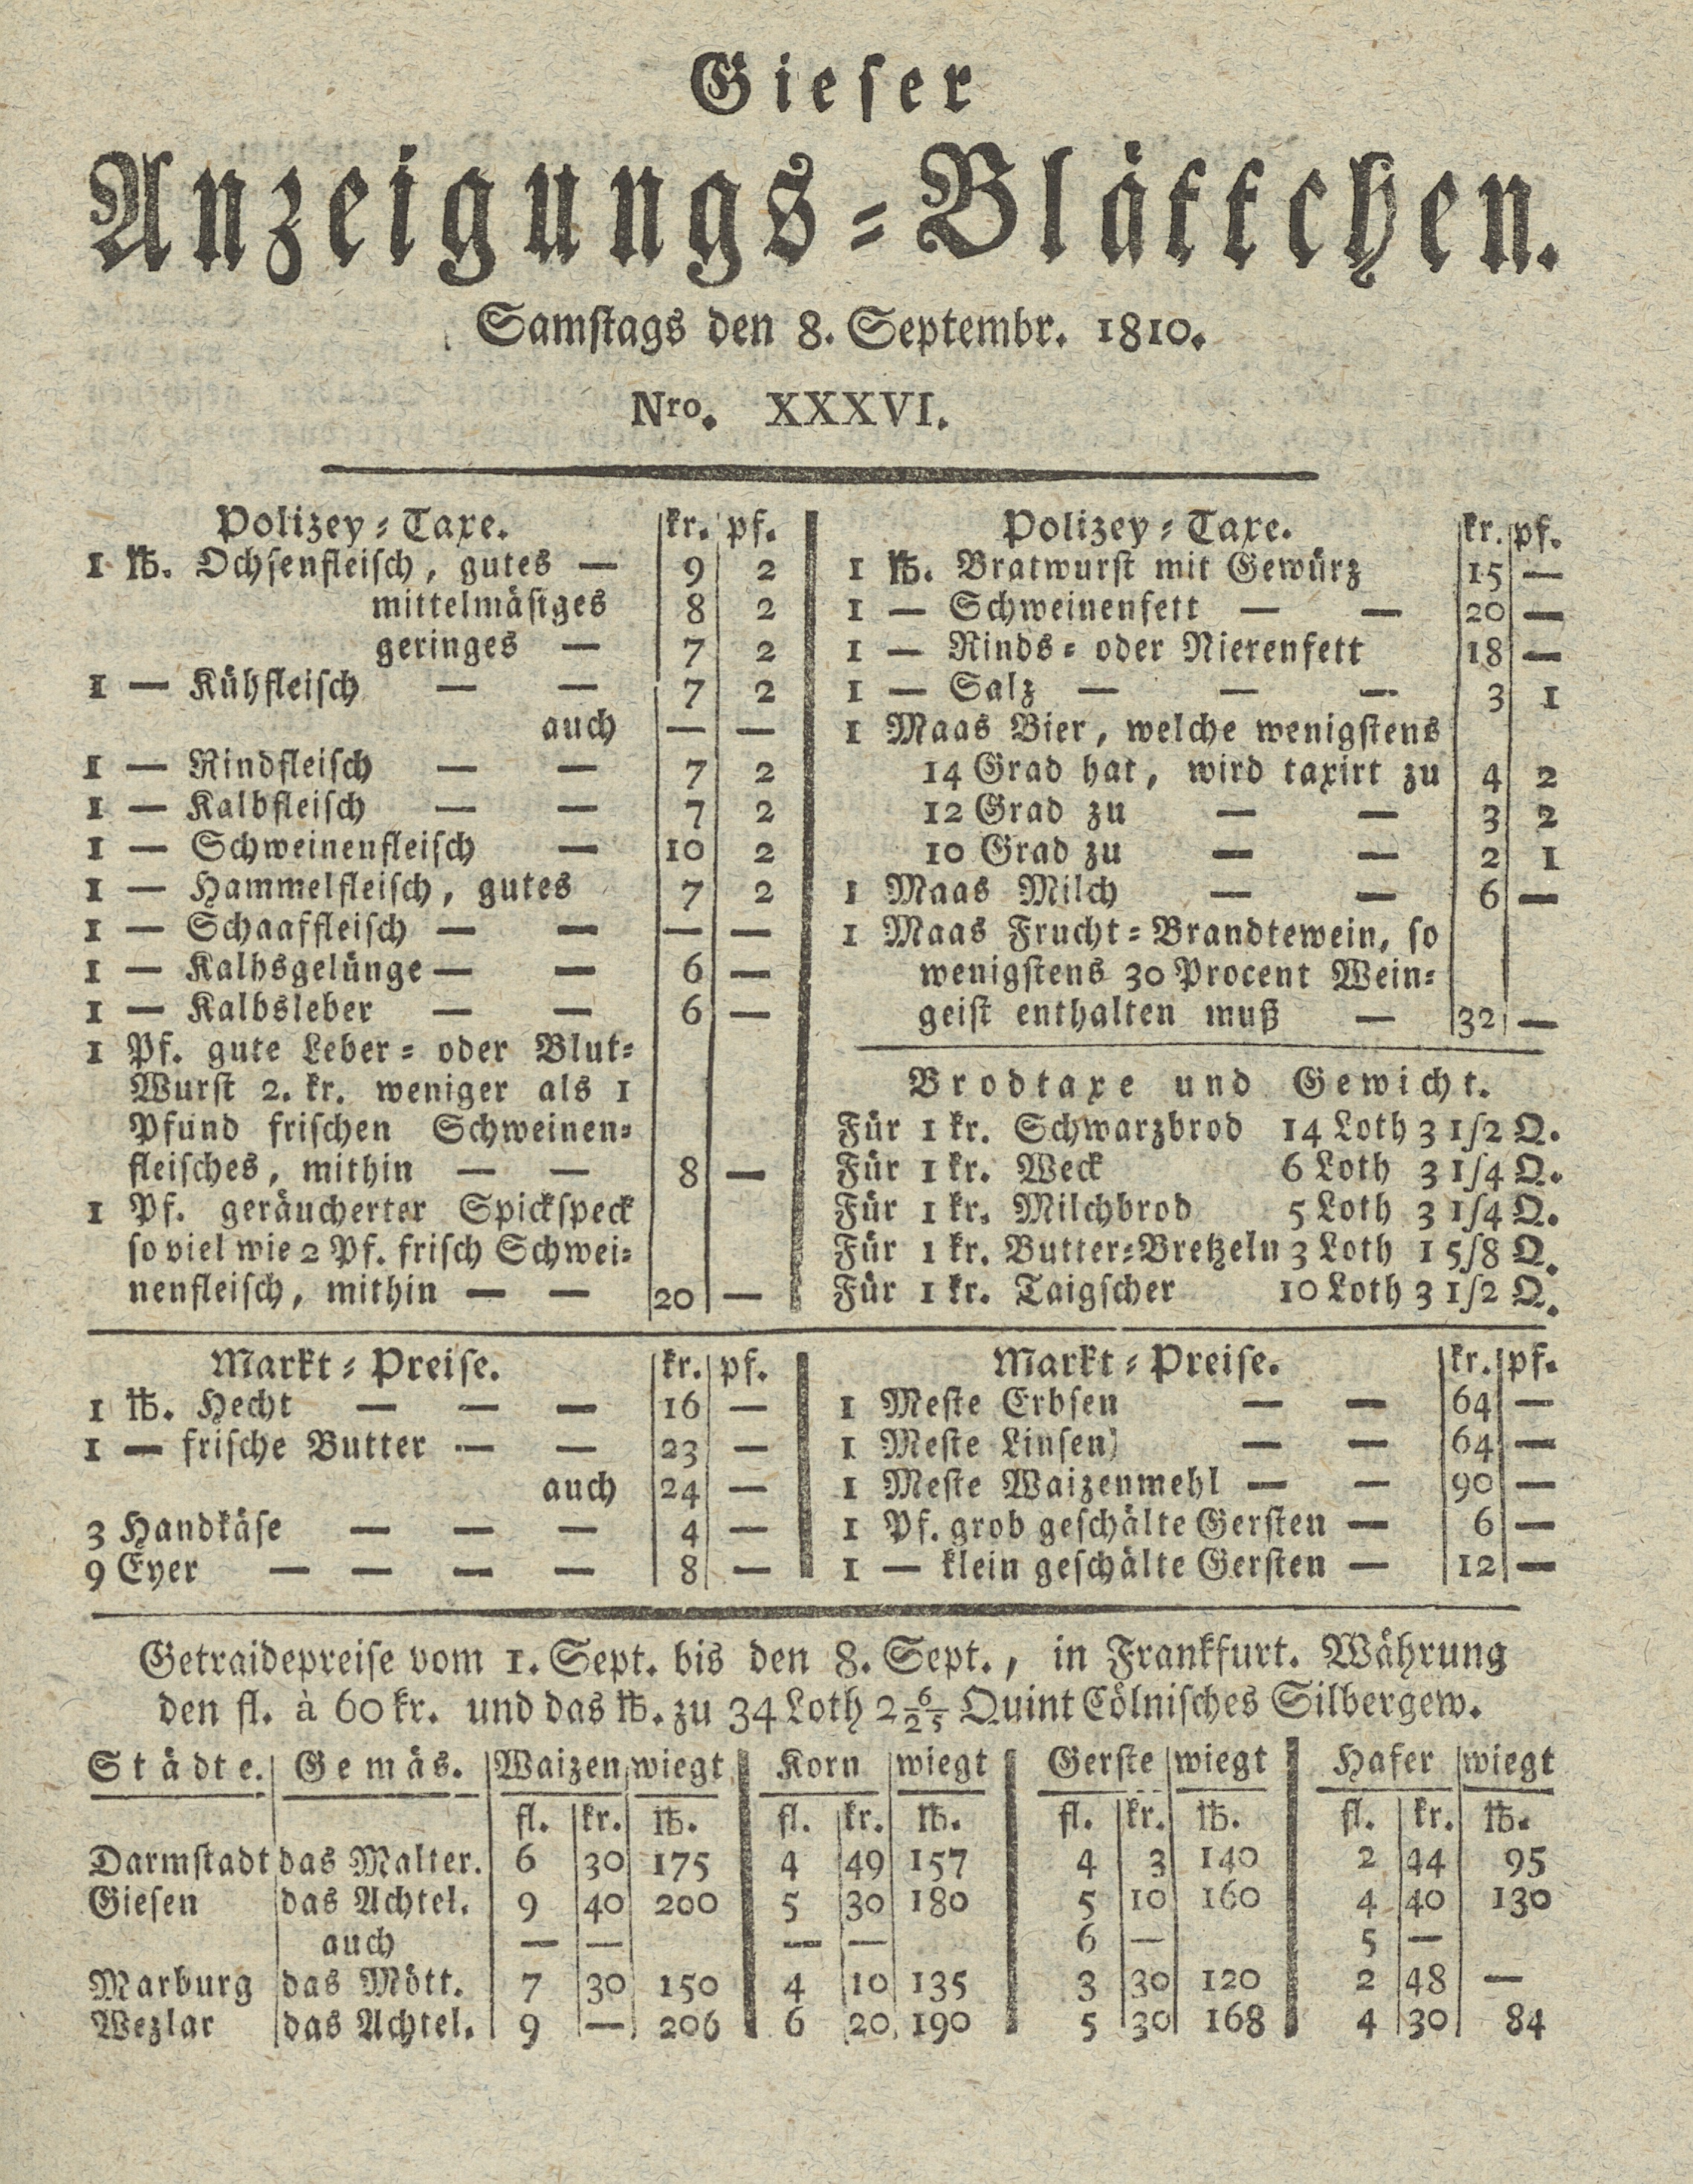 Gieser
Anzeigungs-Blättchen.
Samstags den 8. Septembr. 1810.
Nro. XXXVI.
Polizey-Taxe. kr. pf.
1 ℔. Ochsenfleisch, gutes — 9 2
mittelmäsiges 8 2
geringes — 7 2
1 — Kühfleisch — — 7 2
auch — —
1 — Rindfleisch — — 7 2
1 — Kalbfleisch — — 7 2
1 — Schweinenfleisch — 10 2
1 — Hammelfleisch, gutes 7 2
1 — Schaaffleisch — — — —
1 — Kalbsgelünge — — 6 —
1 — Kalbsleber — — 6 —
1 Pf. gute Leber- oder Blut-
Wurst 2. kr. weniger als 1
Pfund frischen Schweinen-
fleisches, mithin — — 8 —
1 Pf. geräucherter Spickspeck
so viel wie 2 Pf. frisch Schwei-
nenfleisch, mithin — — 20 —
Polizey-Taxe. kr. pf.
1 ℔. Bratwurst mit Gewürz 15 —
1 — Schweinenfett — — 20 —
1 — Rinds- oder Nierenfett 18 —
1 — Salz — — — 3 1
1 Maas Bier, welche wenigstens
14 Grad hat, wird taxirt zu 4 2
12 Grad zu — — 3 2
10 Grad zu — — 2 1
1 Maas Milch — — 6 —
1 Maas Frucht-Brandtewein, so
wenigstens 30 Procent Wein-
geist enthalten muß — 32 —
Brodtaxe und Gewicht.
Für 1 kr. Schwarzbrod 14 Loth 3 1/2 Q.
Für 1 kr. Weck 6 Loth 3 1/4 Q.
Für 1 kr. Milchbrod 5 Loth 3 1/4 Q.
Für 1 kr. Butter-Bretzeln 3 Loth 1 5/8 Q.
Für 1 kr. Taigscher 10 Loth 3 1/2 Q.
Markt-Preise. kr. pf.
1 ℔. Hecht — — — 16 —
1 — frische Butter — — 23 —
auch 24 —
3 Handkäse — — — 4 —
9 Eyer — — — — 8 —
Markt-Preise. kr. pf.
1 Meste Erbsen — — 64 —
1 Meste Linsen) — — 64 —
1 Meste Waizenmehl — — 90 —
1 Pf. grob geschälte Gersten — 6 —
1 — klein geschälte Gersten — 12 —
Getraidepreise vom 1. Sept. bis den 8. Sept., in Frankfurt. Währung
den fl. à 60 kr. und das ℔. zu 34 Loth 2 6/25 Quint Cölnisches Silbergew.
Städte. Gemäs. Waizen wiegt Korn wiegt Gerste wiegt Hafer wiegt
fl. kr. ℔. fl. kr. ℔. fl. kr. ℔. fl. kr. ℔.
Darmstadt das Malter. 6 30 175 4 49 157 4 3 140 2 44 95
Giesen das Achtel. 9 40 200 5 30 180 5 10 160 4 40 130
auch — — — — 6 — 5 —
Marburg das Mött. 7 30 150 4 10 135 3 30 120 2 48 —
Wezlar das Achtel. 9 — 206 6 20 190 5 30 168 4 30 84